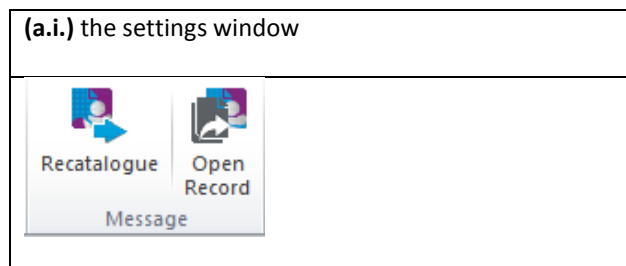 (a.i.) the settings window
Recatalogue
Open
Record
Message